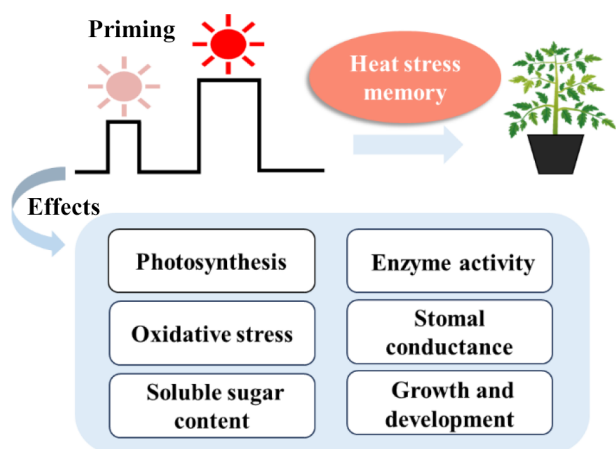 Priming
Heat stress
memory
Effects
Photosynthesis
Enzyme activity
Oxidative stress
Stomal
conductance
Soluble sugar
content
Growth and
development